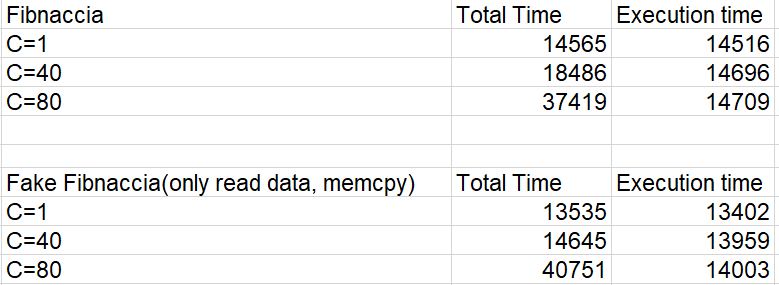 Fibnaccia Total Time Execution time
C=1 14565 14516
C=40 18486 14696
C=80 37419 14709
Fake Fibnaccia(only read data, memcpy) Total Time Execution time
C=1 13535 13402
C=40 14645 13959
C=80 40751 14003